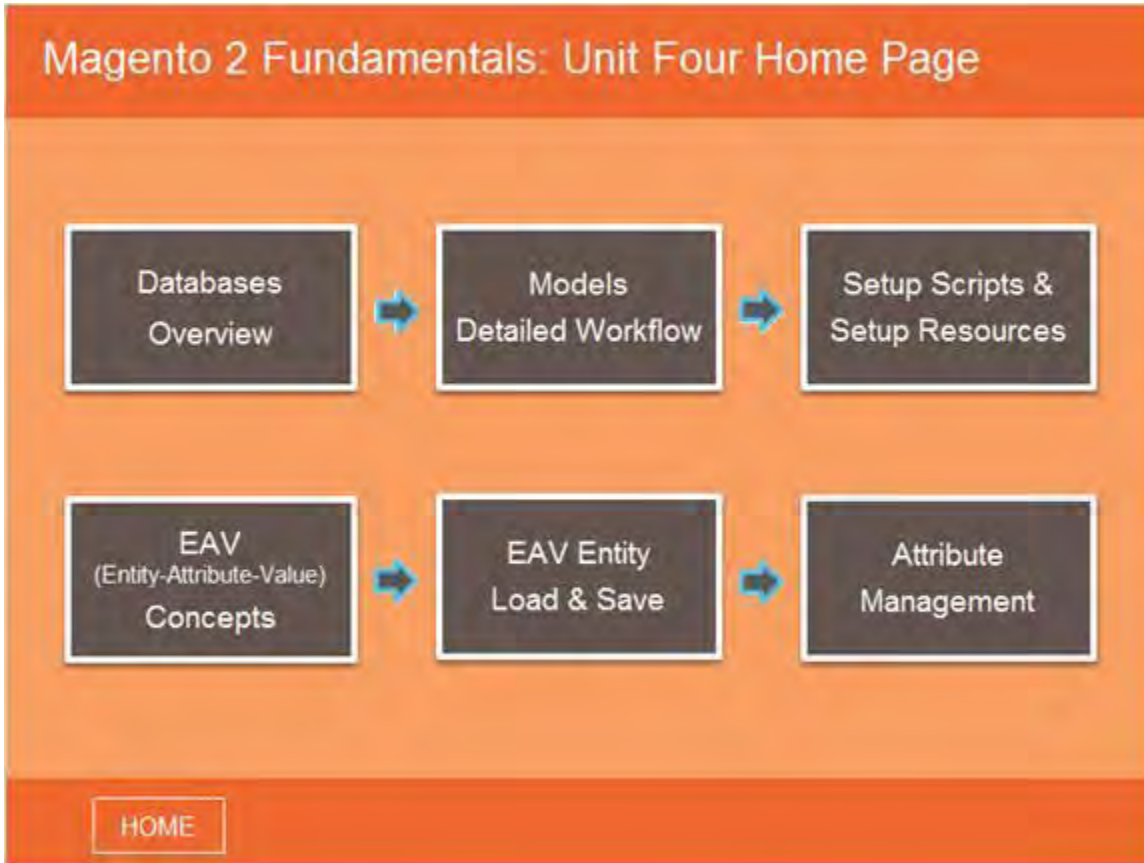 Magento 2 Fundamentals: Unit Four Home Page
Databases
Overview
Models
Detailed Workflow
Setup Scripts &
Setup Resources
EAV
(Entity-Attribute-Value)
Concepts
EAV Entity
Load & Save
Attribute
Management
HOME